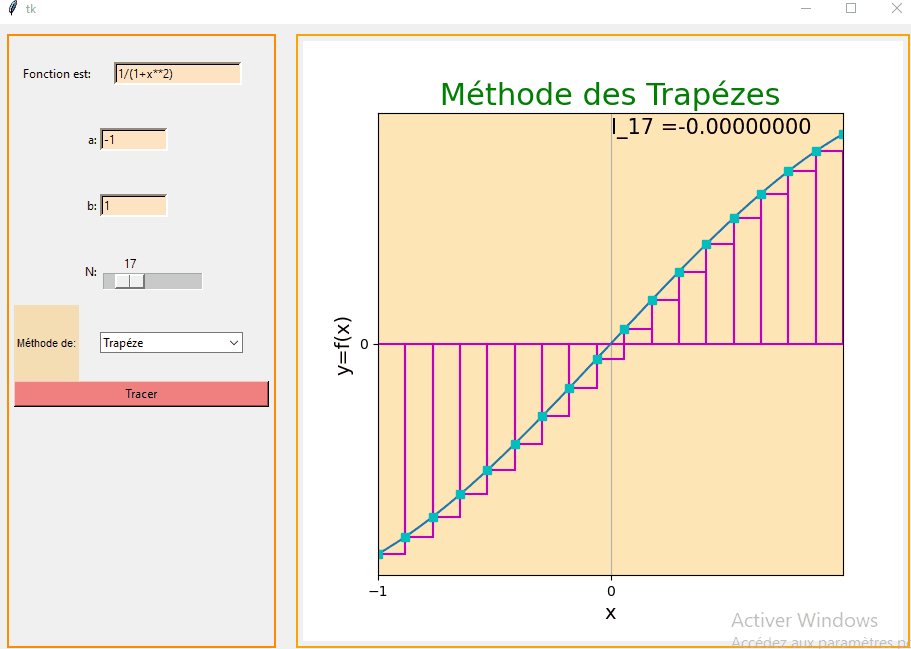 tk
Fonction est: 1/(1+x**2)
a: -1
b: 1
17
N:
Méthode de: Trapéze
Tracer
Méthode des Trapézes
I_17 =-0.00000000
y=f(x)
0
−1 0
x
Activer Windows
Accédez aux paramètres